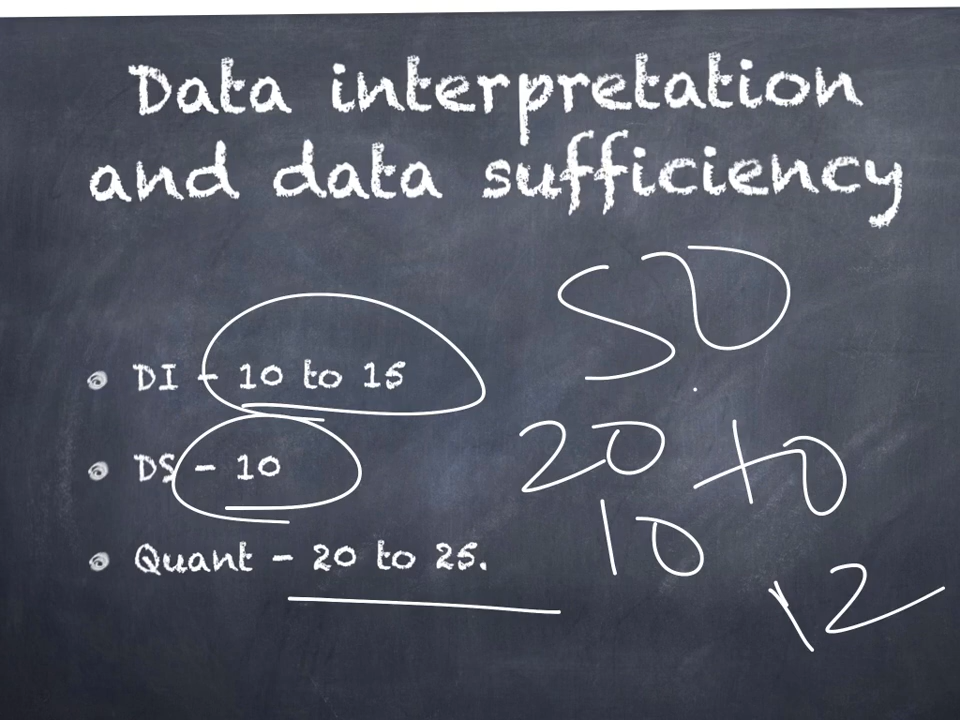 Data interpretation
and data sufficiency
50
DI - 10 to 15
20 to
DS - 10
10
Quant - 20 to 25.
12